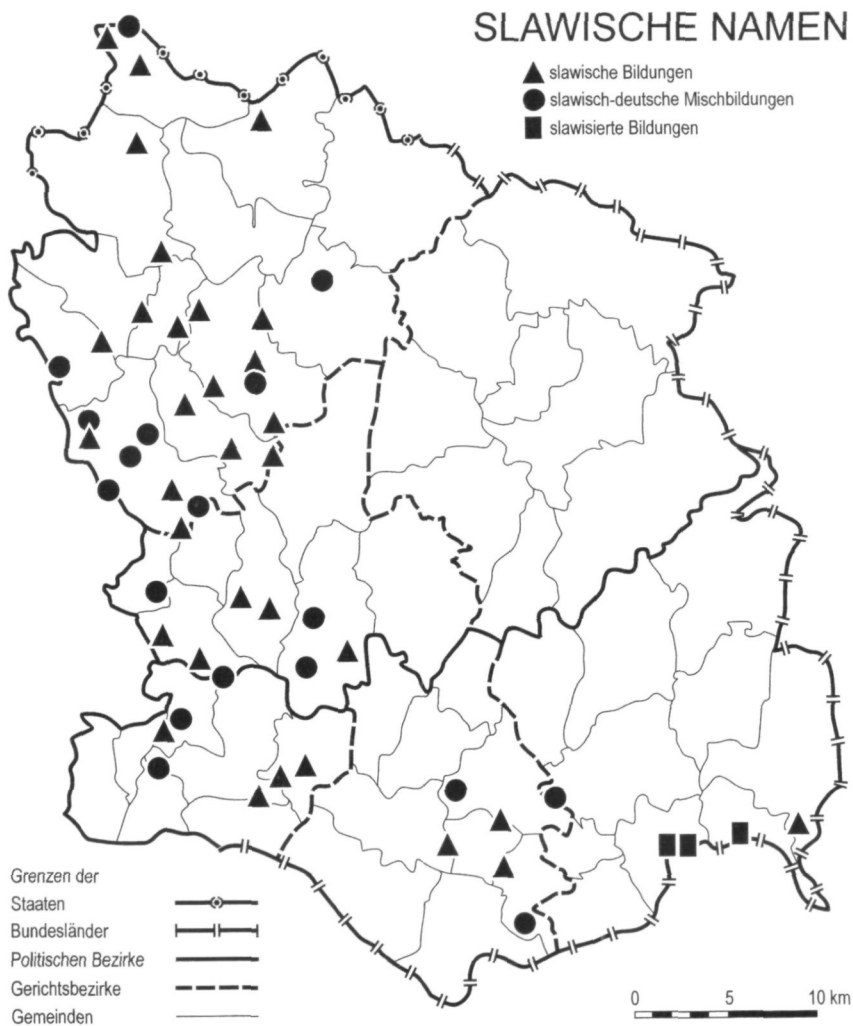 SLAWISCHE NAMEN
slawische Bildungen
slawisch-deutsche Mischbildungen
slawisierte Bildungen
Grenzen der
Staaten
Bundesländer
Politischen Bezirke
Gerichtsbezirke
Gemeinden
0 5 10 km